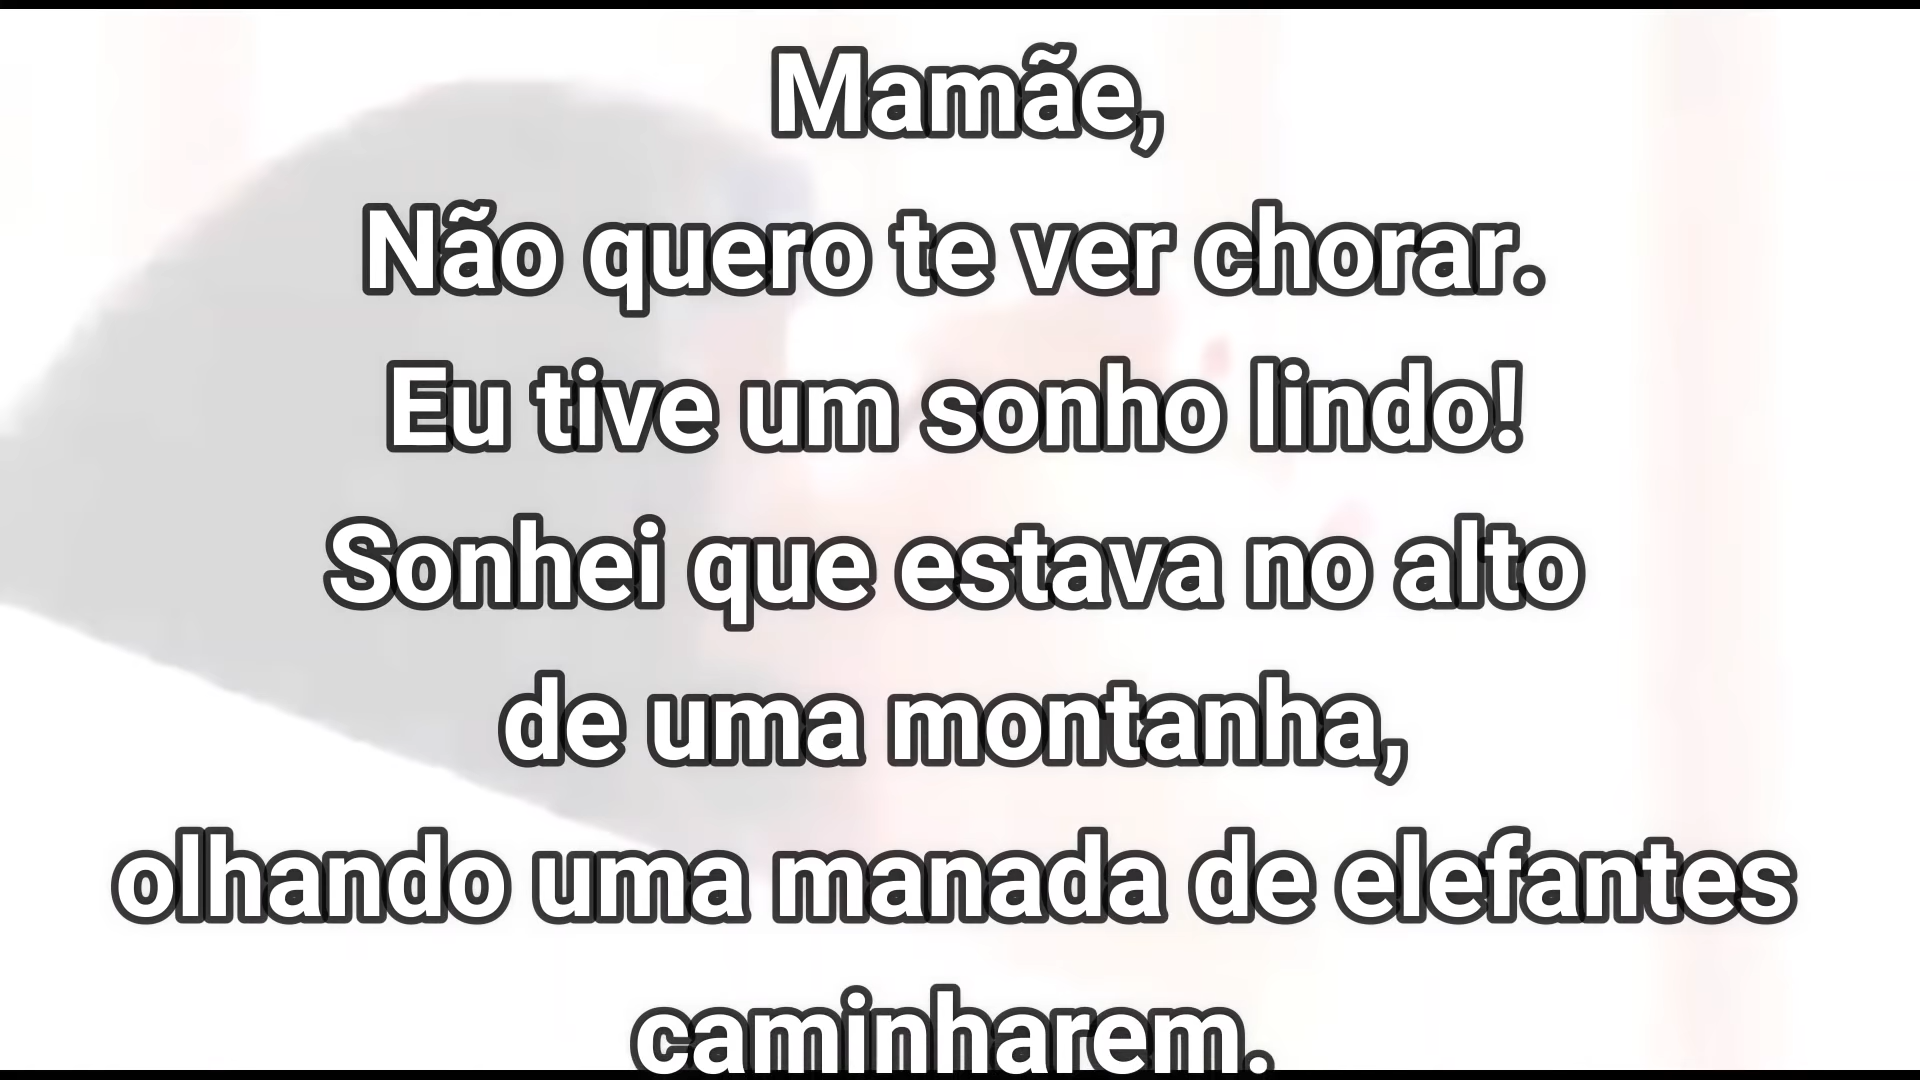 Mamãe,
Não quero te ver chorar.
Eu tive um sonho lindo!
Sonhei que estava no alto
de uma montanha,
olhando uma manada de elefantes
caminharem.